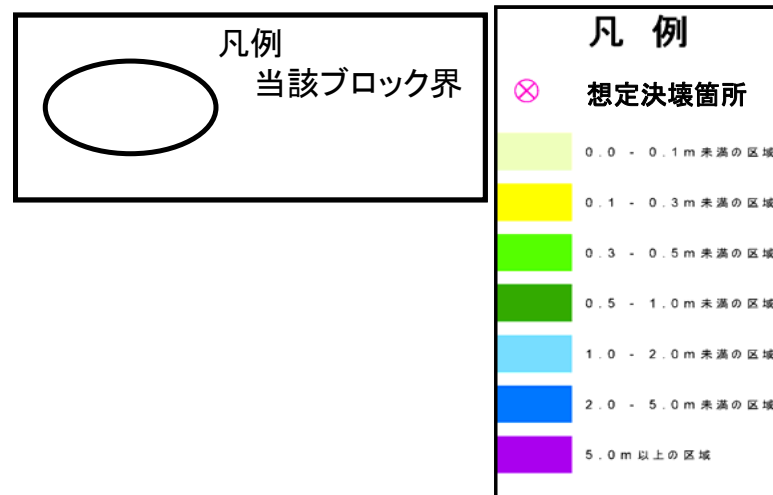 凡例
当該ブロック界
凡 例
想定決壊箇所
0.0 - 0.1m未満の区域
0.1 - 0.3m未満の区域
0.3 - 0.5m未満の区域
0.5 - 1.0m未満の区域
1.0 - 2.0m未満の区域
2.0 - 5.0m未満の区域
5.0m以上の区域